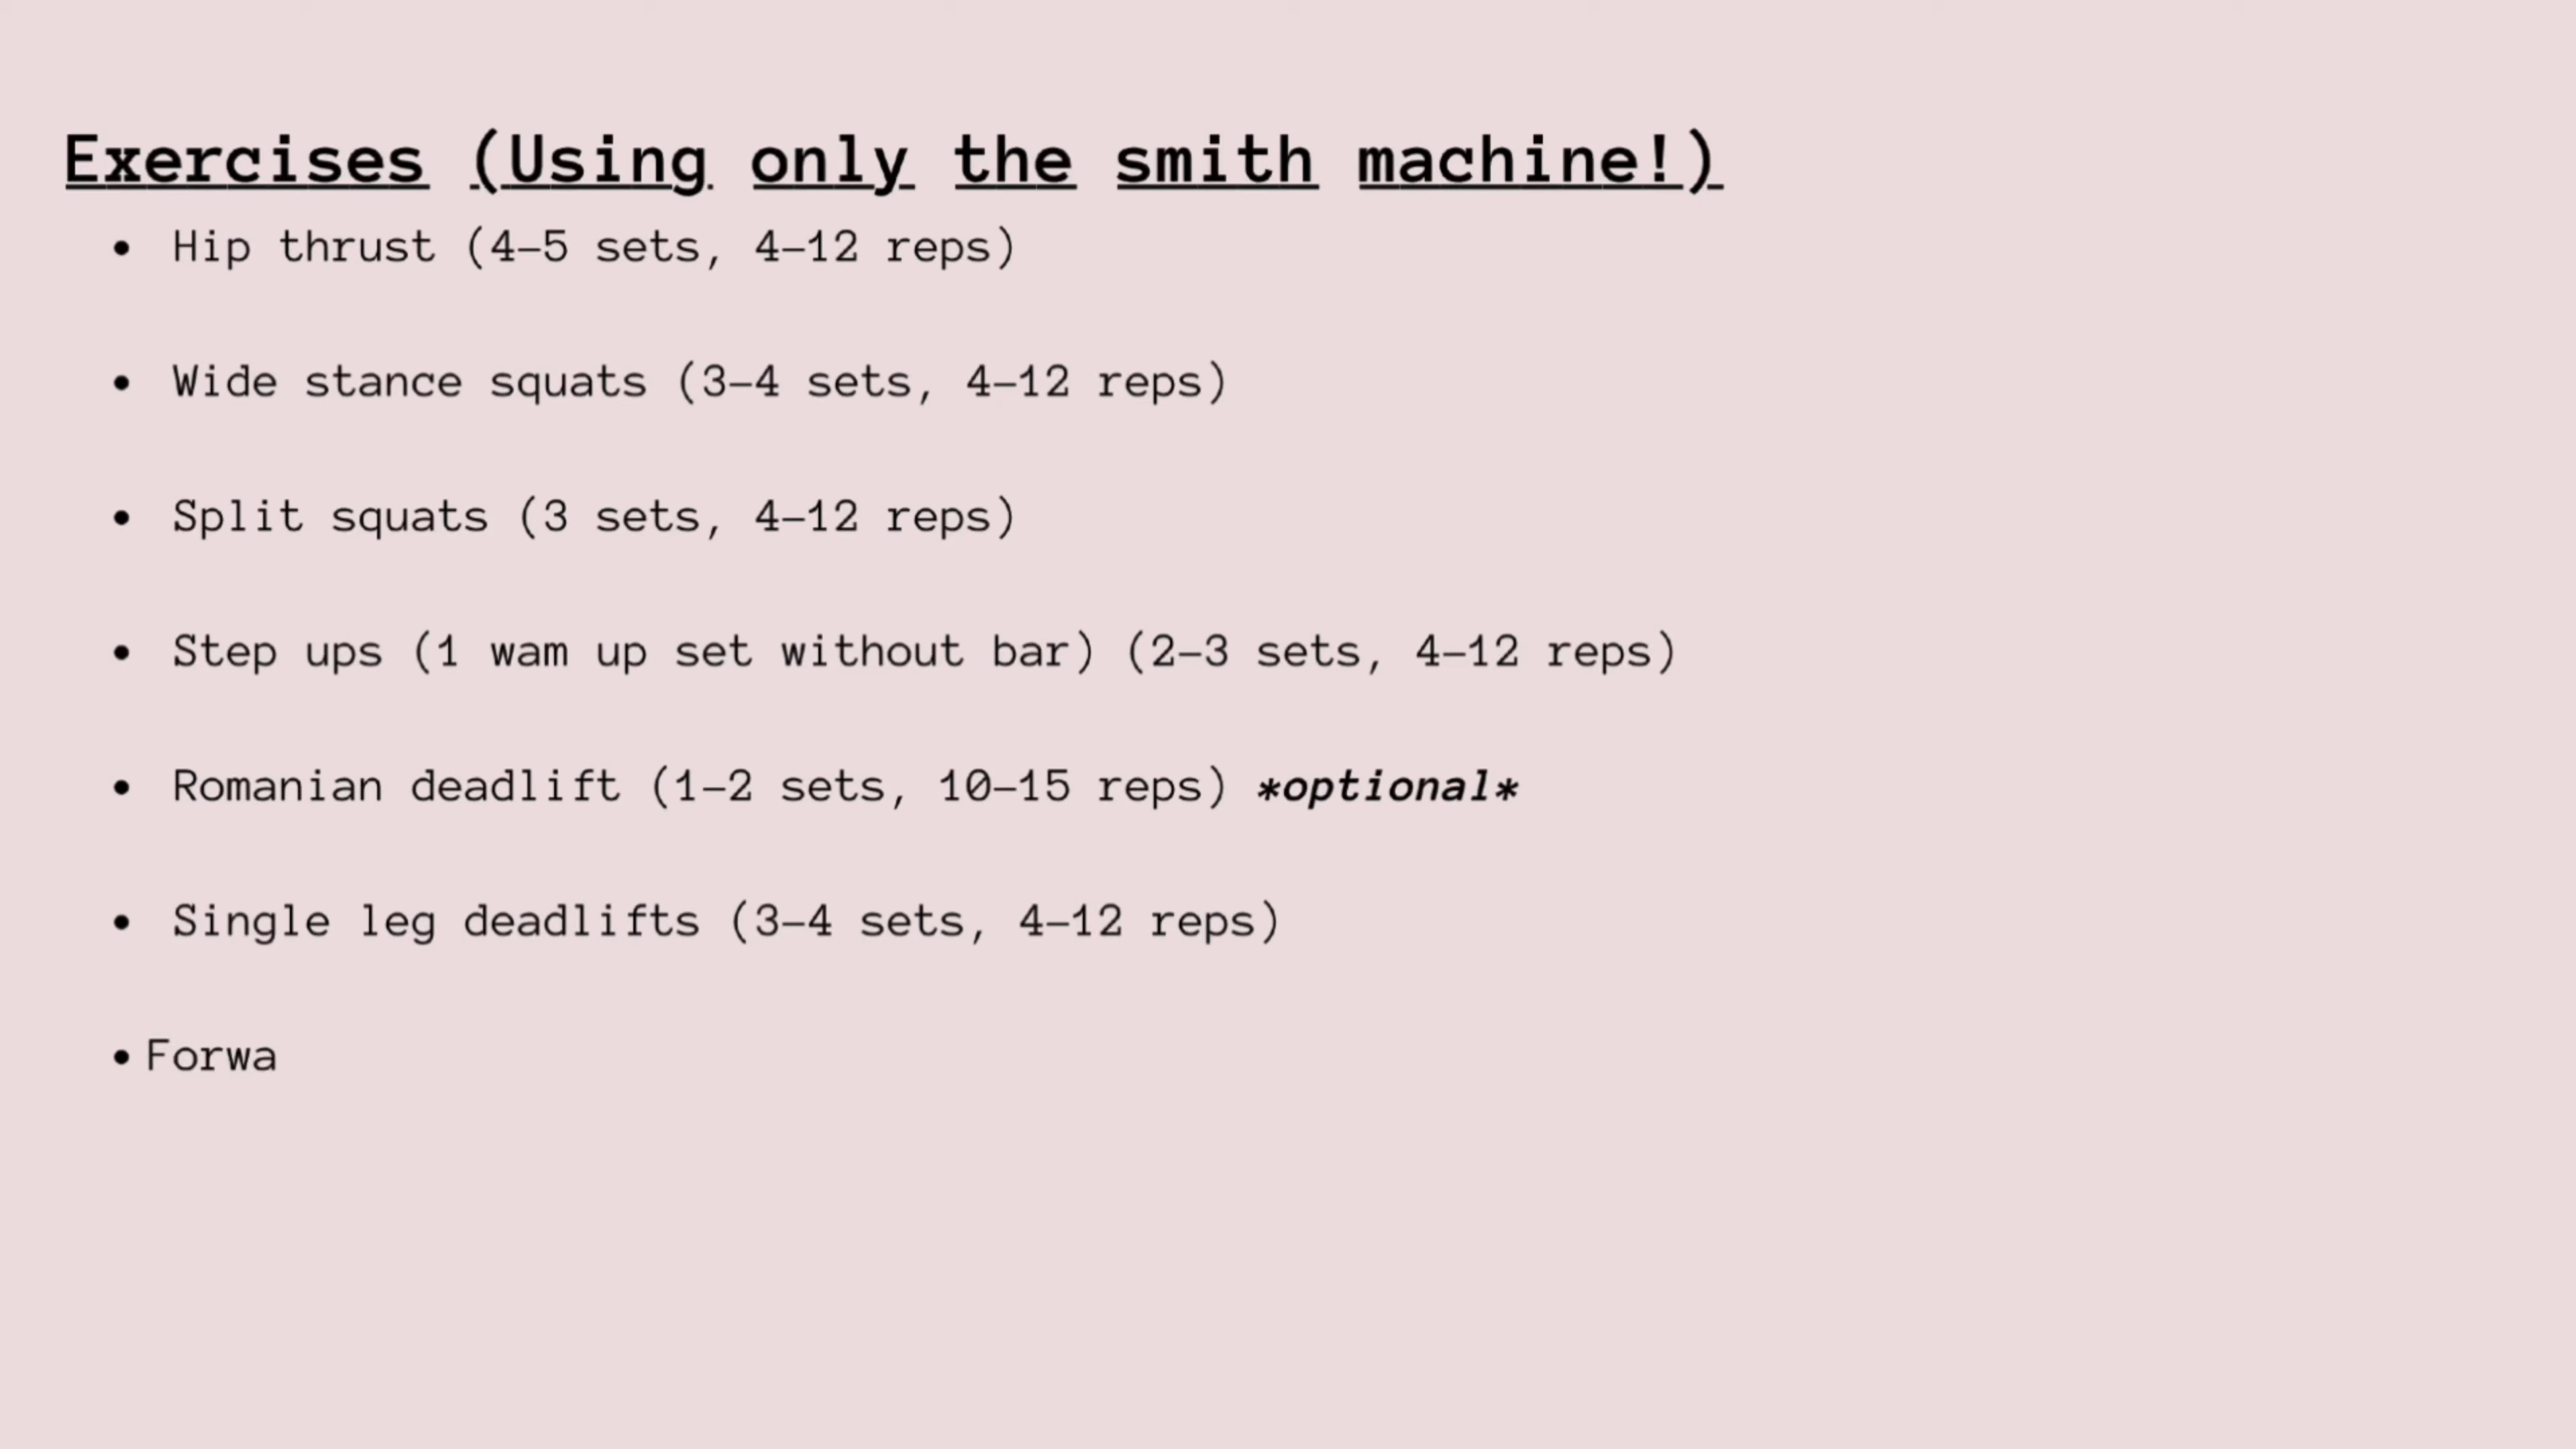 Exercises (Using only the smith machine!)
• Hip thrust (4–5 sets, 4–12 reps)
• Wide stance squats (3–4 sets, 4–12 reps)
• Split squats (3 sets, 4–12 reps)
• Step ups (1 wam up set without bar) (2–3 sets, 4–12 reps)
• Romanian deadlift (1–2 sets, 10–15 reps) *optional*
• Single leg deadlifts (3–4 sets, 4–12 reps)
• Forwa